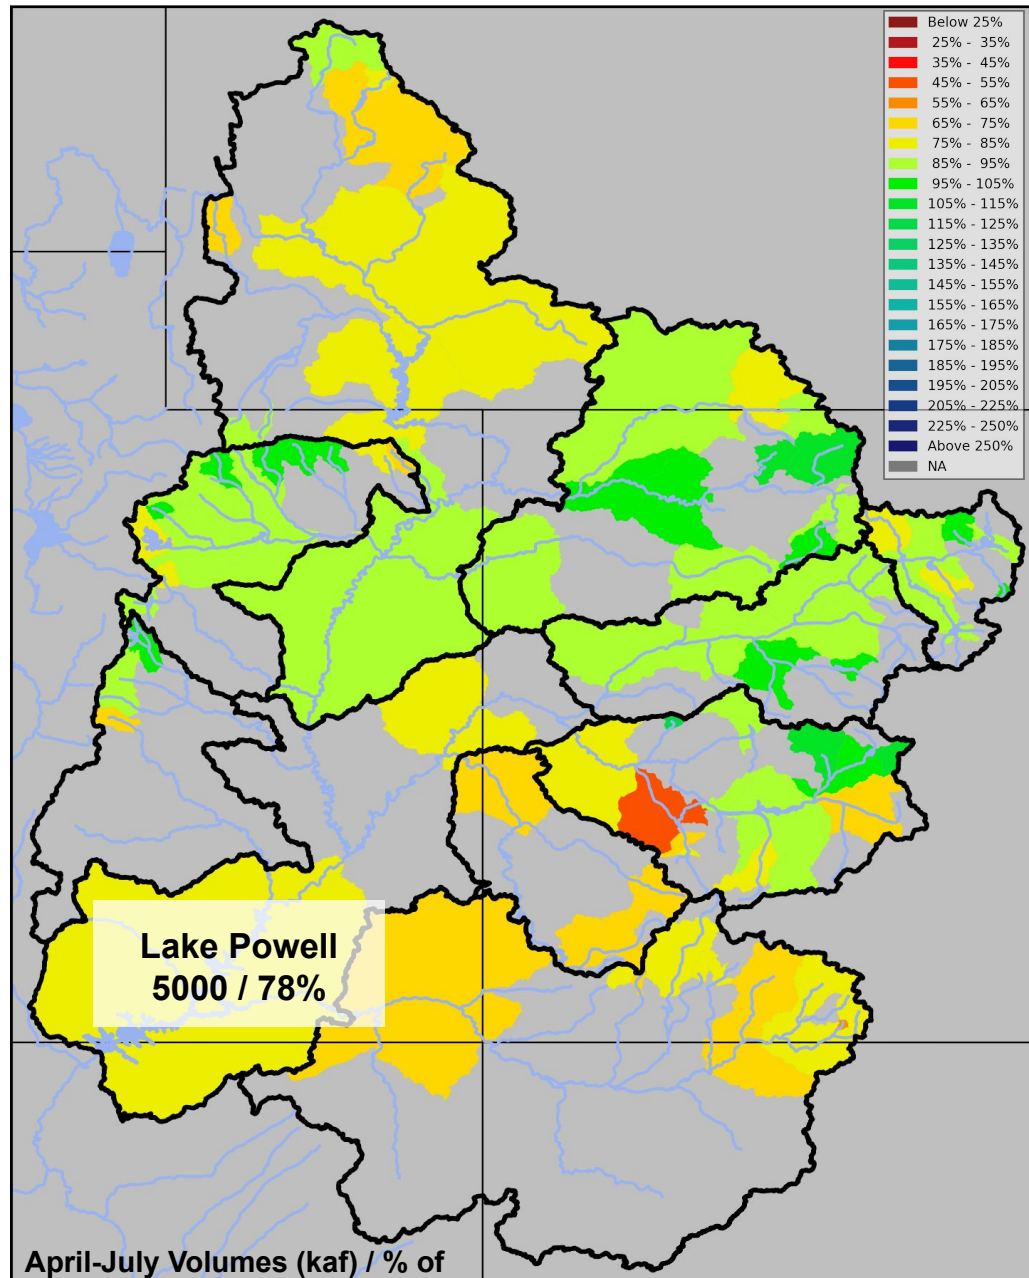 Below 25%
25% - 35%
35% - 45%
45% - 55%
55% - 65%
65% - 75%
75% - 85%
85% - 95%
95% - 105%
105% - 115%
115% - 125%
125% - 135%
135% - 145%
145% - 155%
155% - 165%
165% - 175%
175% - 185%
185% - 195%
195% - 205%
205% - 225%
225% - 250%
Above 250%
NA
Lake Powell
5000 / 78%
April-July Volumes (kaf) / % of